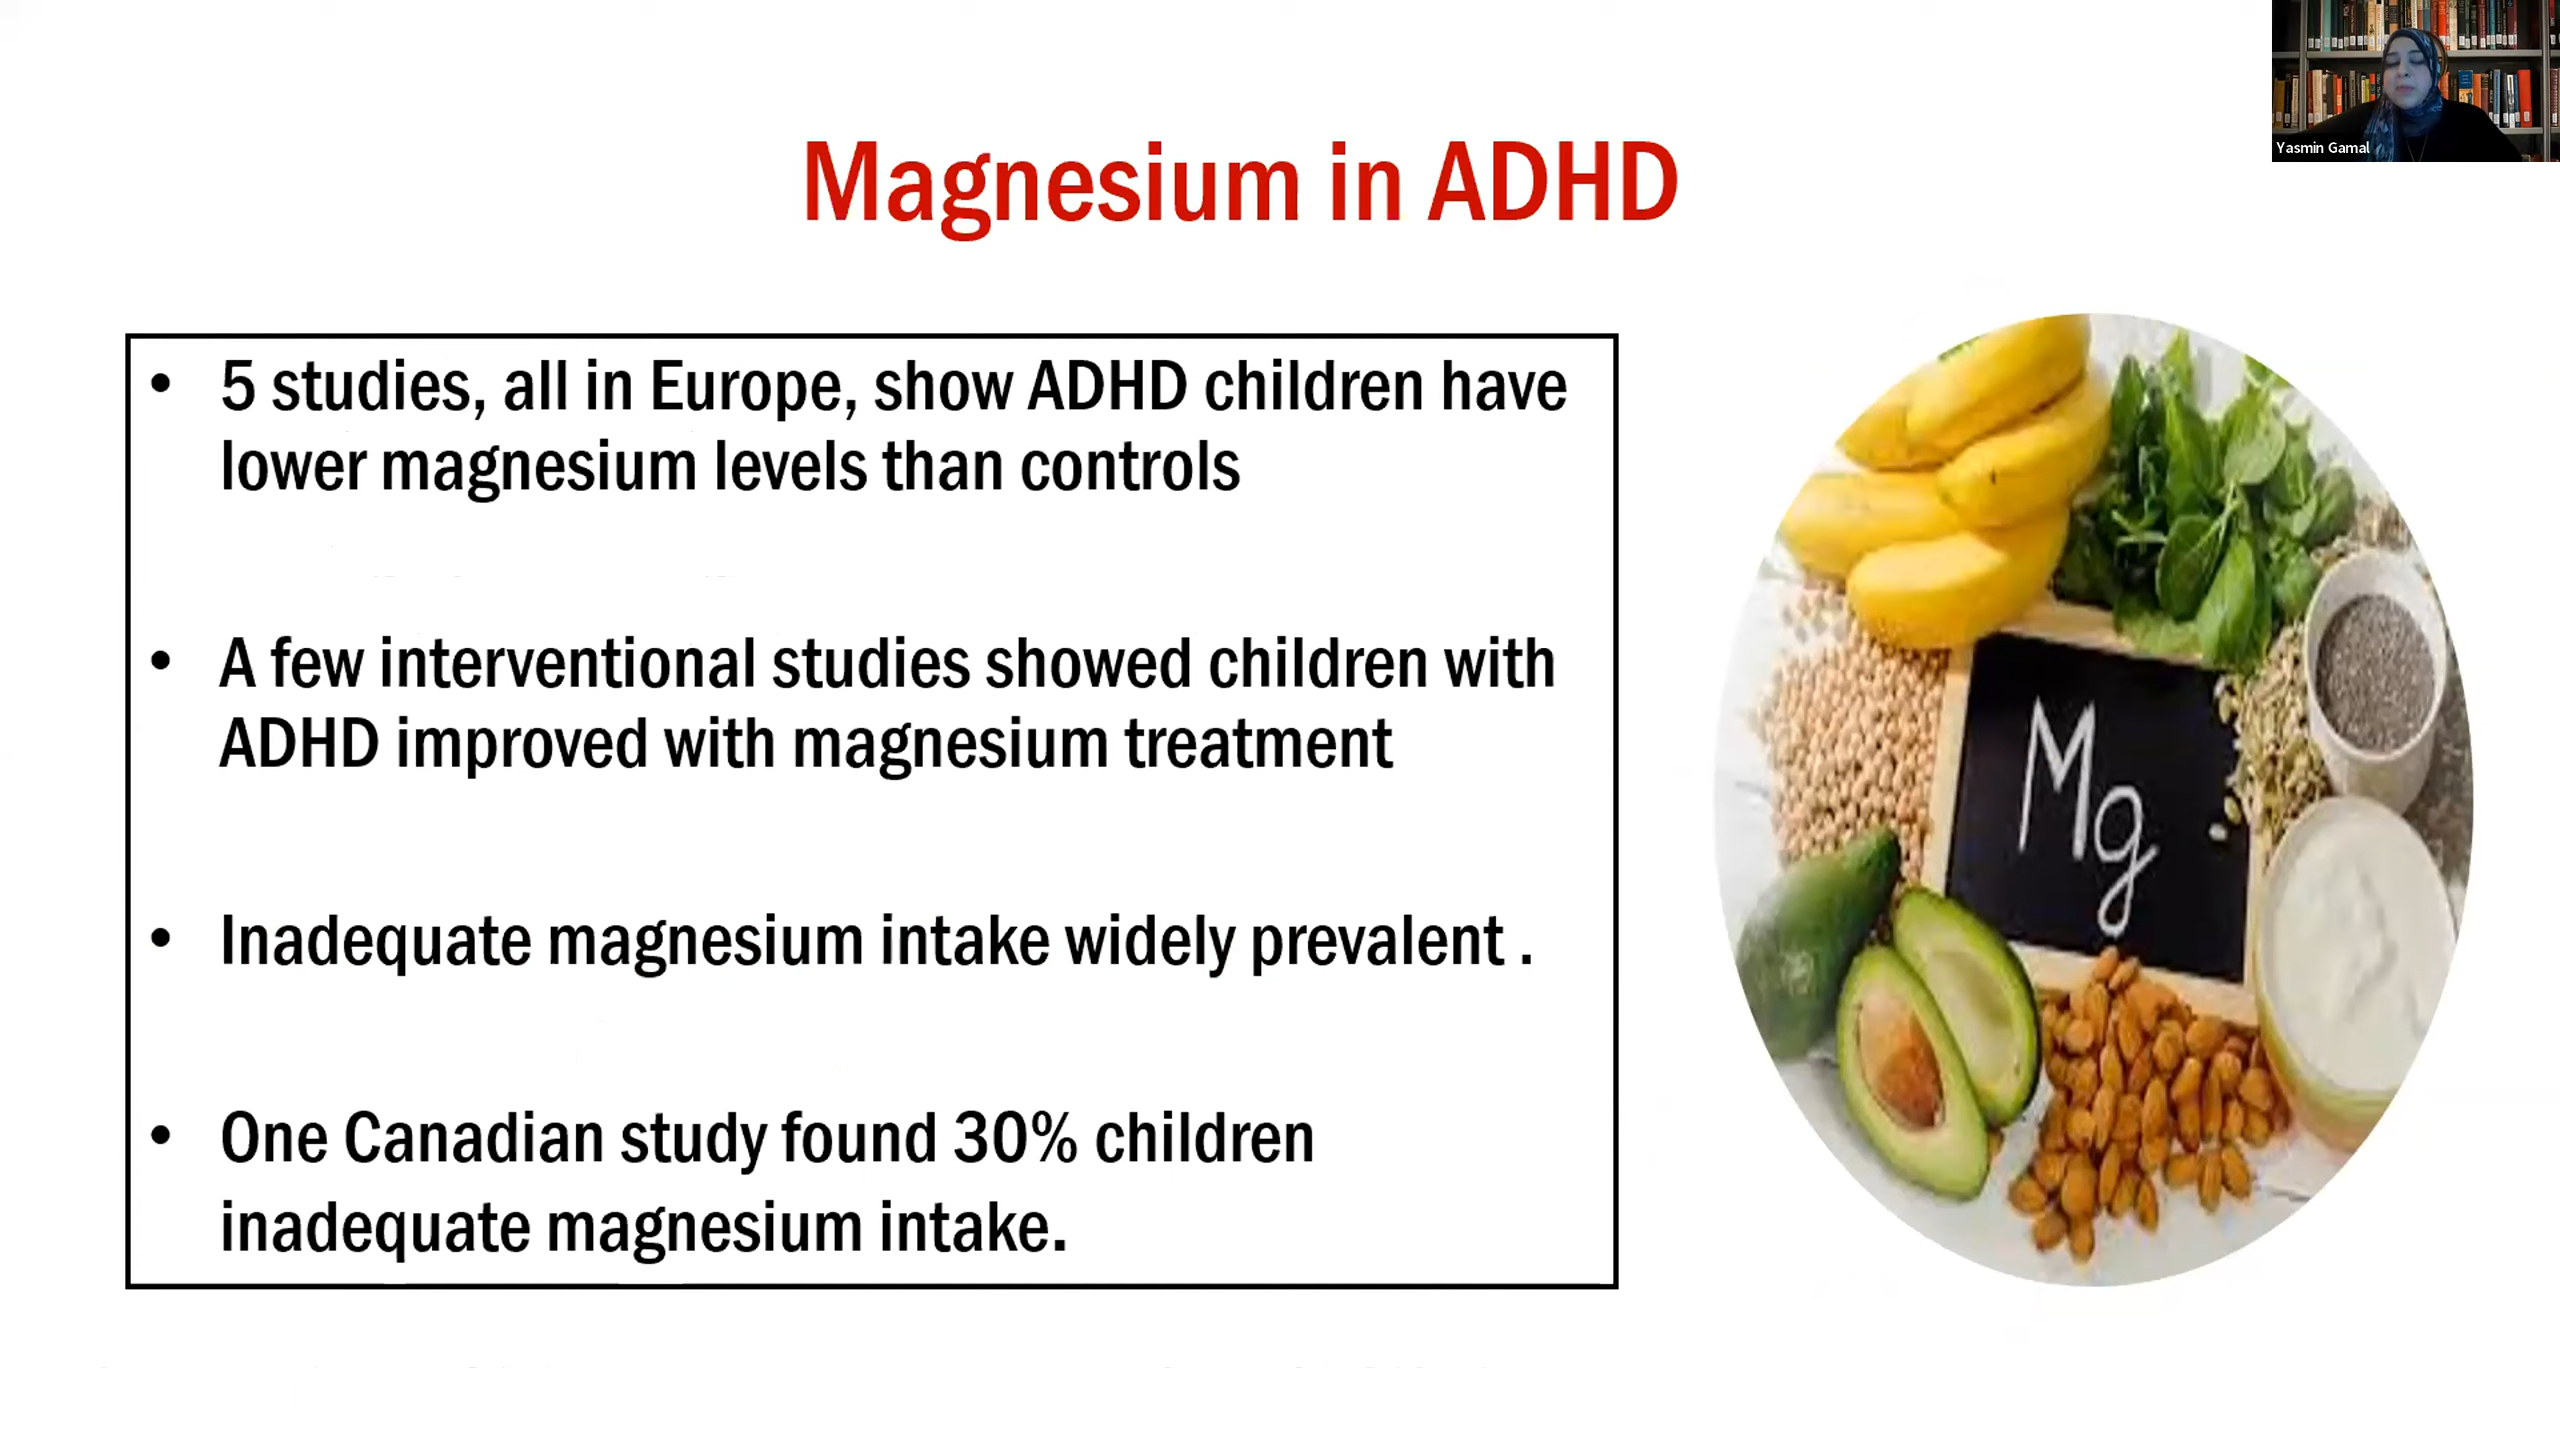 Yasmin Gamal
Magnesium in ADHD
• 5 studies, all in Europe, show ADHD children have
lower magnesium levels than controls
• A few interventional studies showed children with
ADHD improved with magnesium treatment
• Inadequate magnesium intake widely prevalent .
• One Canadian study found 30% children
inadequate magnesium intake.
Mg